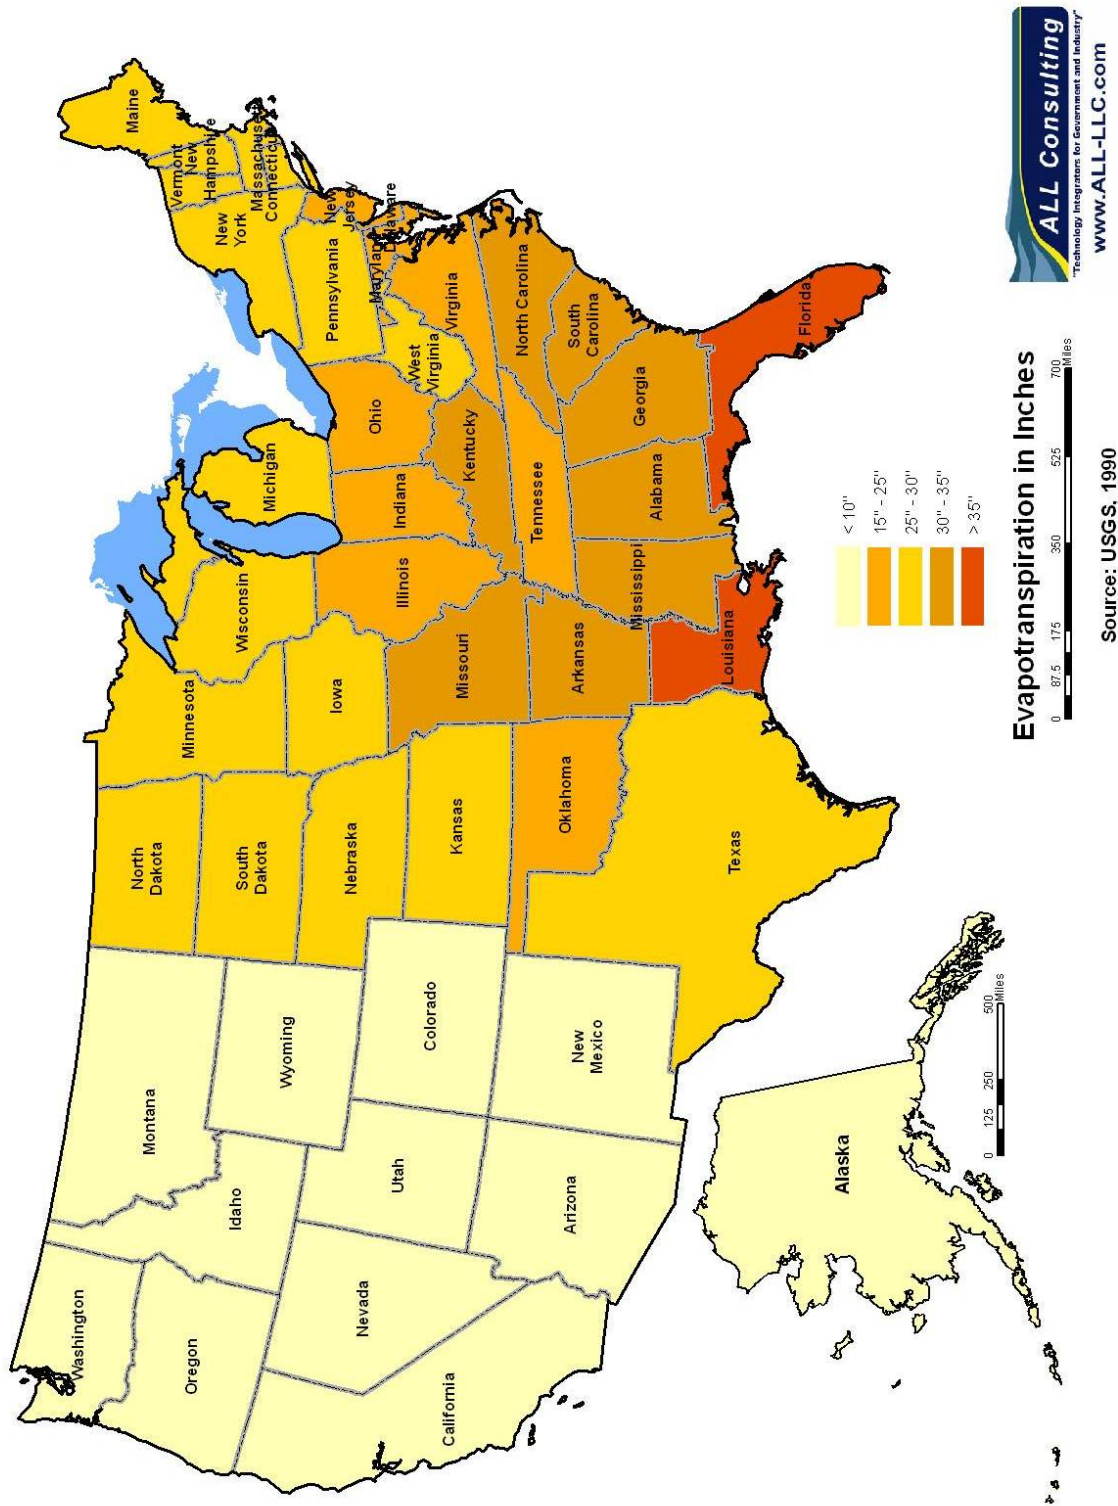 Washington
Oregon
California
Nevada
Idaho
Montana
Utah
Arizona
Wyoming
Colorado
New
Mexico
North
Dakota
South
Dakota
Nebraska
Kansas
Oklahoma
Texas
Minnesota
Iowa
Missouri
Arkansas
Louisiana
Wisconsin
Illinois
Mississippi
Michigan
Indiana
Kentucky
Tennessee
Alabama
Ohio
Georgia
Florida
West
Virginia
Virginia
North Carolina
South
Carolina
Pennsylvania
New
York
Vermont
New
Hampshire
Maine
Massachuset
Connecticu
New
Jersey
Maryland
Delaware
Alaska
0 125 250 500
Miles
< 10"
15" - 25"
25" - 30"
30" - 35"
> 35"
Evapotranspiration in Inches
0 87.5 175 350 525 700
Miles
Source: USGS, 1990
ALL Consulting
"Technology Integrators for Government and Industry"
www.ALL-LLC.com